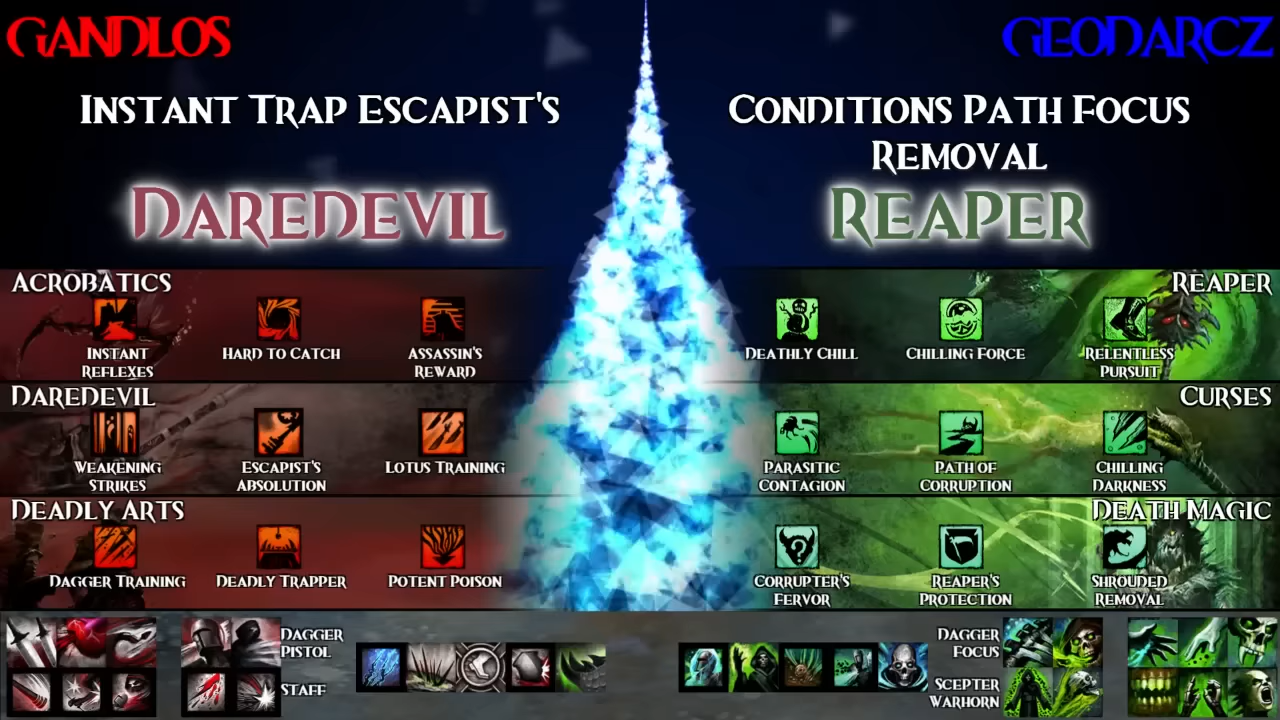 GANDLOS
GEODARCZ
INSTANT TRAP ESCAPIST'S
DAREDEVIL
CONDITIONS PATH FOCUS
REMOVAL
REAPER
ACROBATICS
INSTANT
REFLEXES
HARD TO CATCH
ASSASSIN'S
REWARD
DAREDEVIL
WEAKENING
STRIKES
ESCAPIST'S
ABSOLUTION
LOTUS TRAINING
DEADLY ARTS
DAGGER TRAINING
DEADLY TRAPPER
POTENT POISON
REAPER
DEATHLY CHILL
CHILLING FORCE
RELENTLESS
PURSUIT
CURSES
PARASITIC
CONTAGION
PATH OF
CORRUPTION
CHILLING
DARKNESS
DEATH MAGIC
CORRUPTER'S
FERVOR
REAPER'S
PROTECTION
SHROUDED
REMOVAL
DAGGER
PISTOL
STAFF
DAGGER
FOCUS
SCEPTER
WARHORN